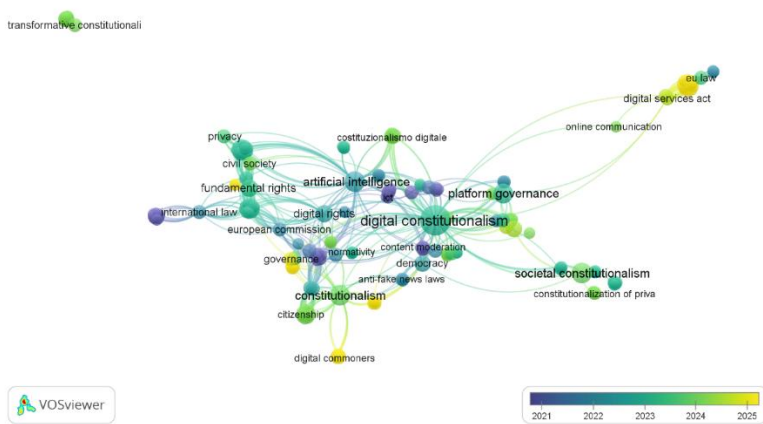 transformative constitutionali
eu law
digital services act
online communication
privacy
costituzionalismo digitale
civil society
artificial intelligence
fundamental rights
ict
platform governance
international law
digital rights
digital constitutionalism
european commission
content moderation
normativity
governance
democracy
societal constitutionalism
anti-fake news laws
constitutionalism
constitutionalization of priva
citizenship
digital commoners
VOSviewer
2021 2022 2023 2024 2025